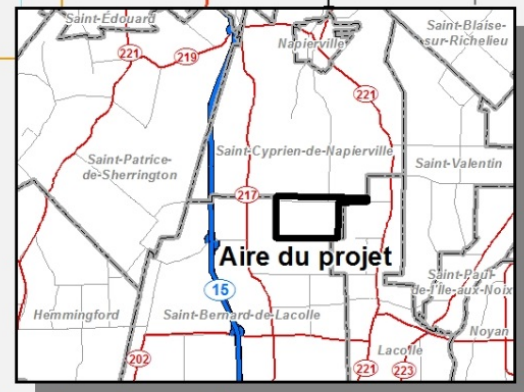 Saint-Édouard
Napierville
Saint-Blaise-
sur-Richelieu
221
219
221
Saint-Patrice-
de-Sherrington
Saint-Cyprien-de-Napierville
Saint-Valentin
217
Aire du projet
15
Saint-Paul-
de-l'Île-aux-Noix
Hemmingford
Saint-Bernard-de-Lacolle
Noyan
Lacolle
202
221
223